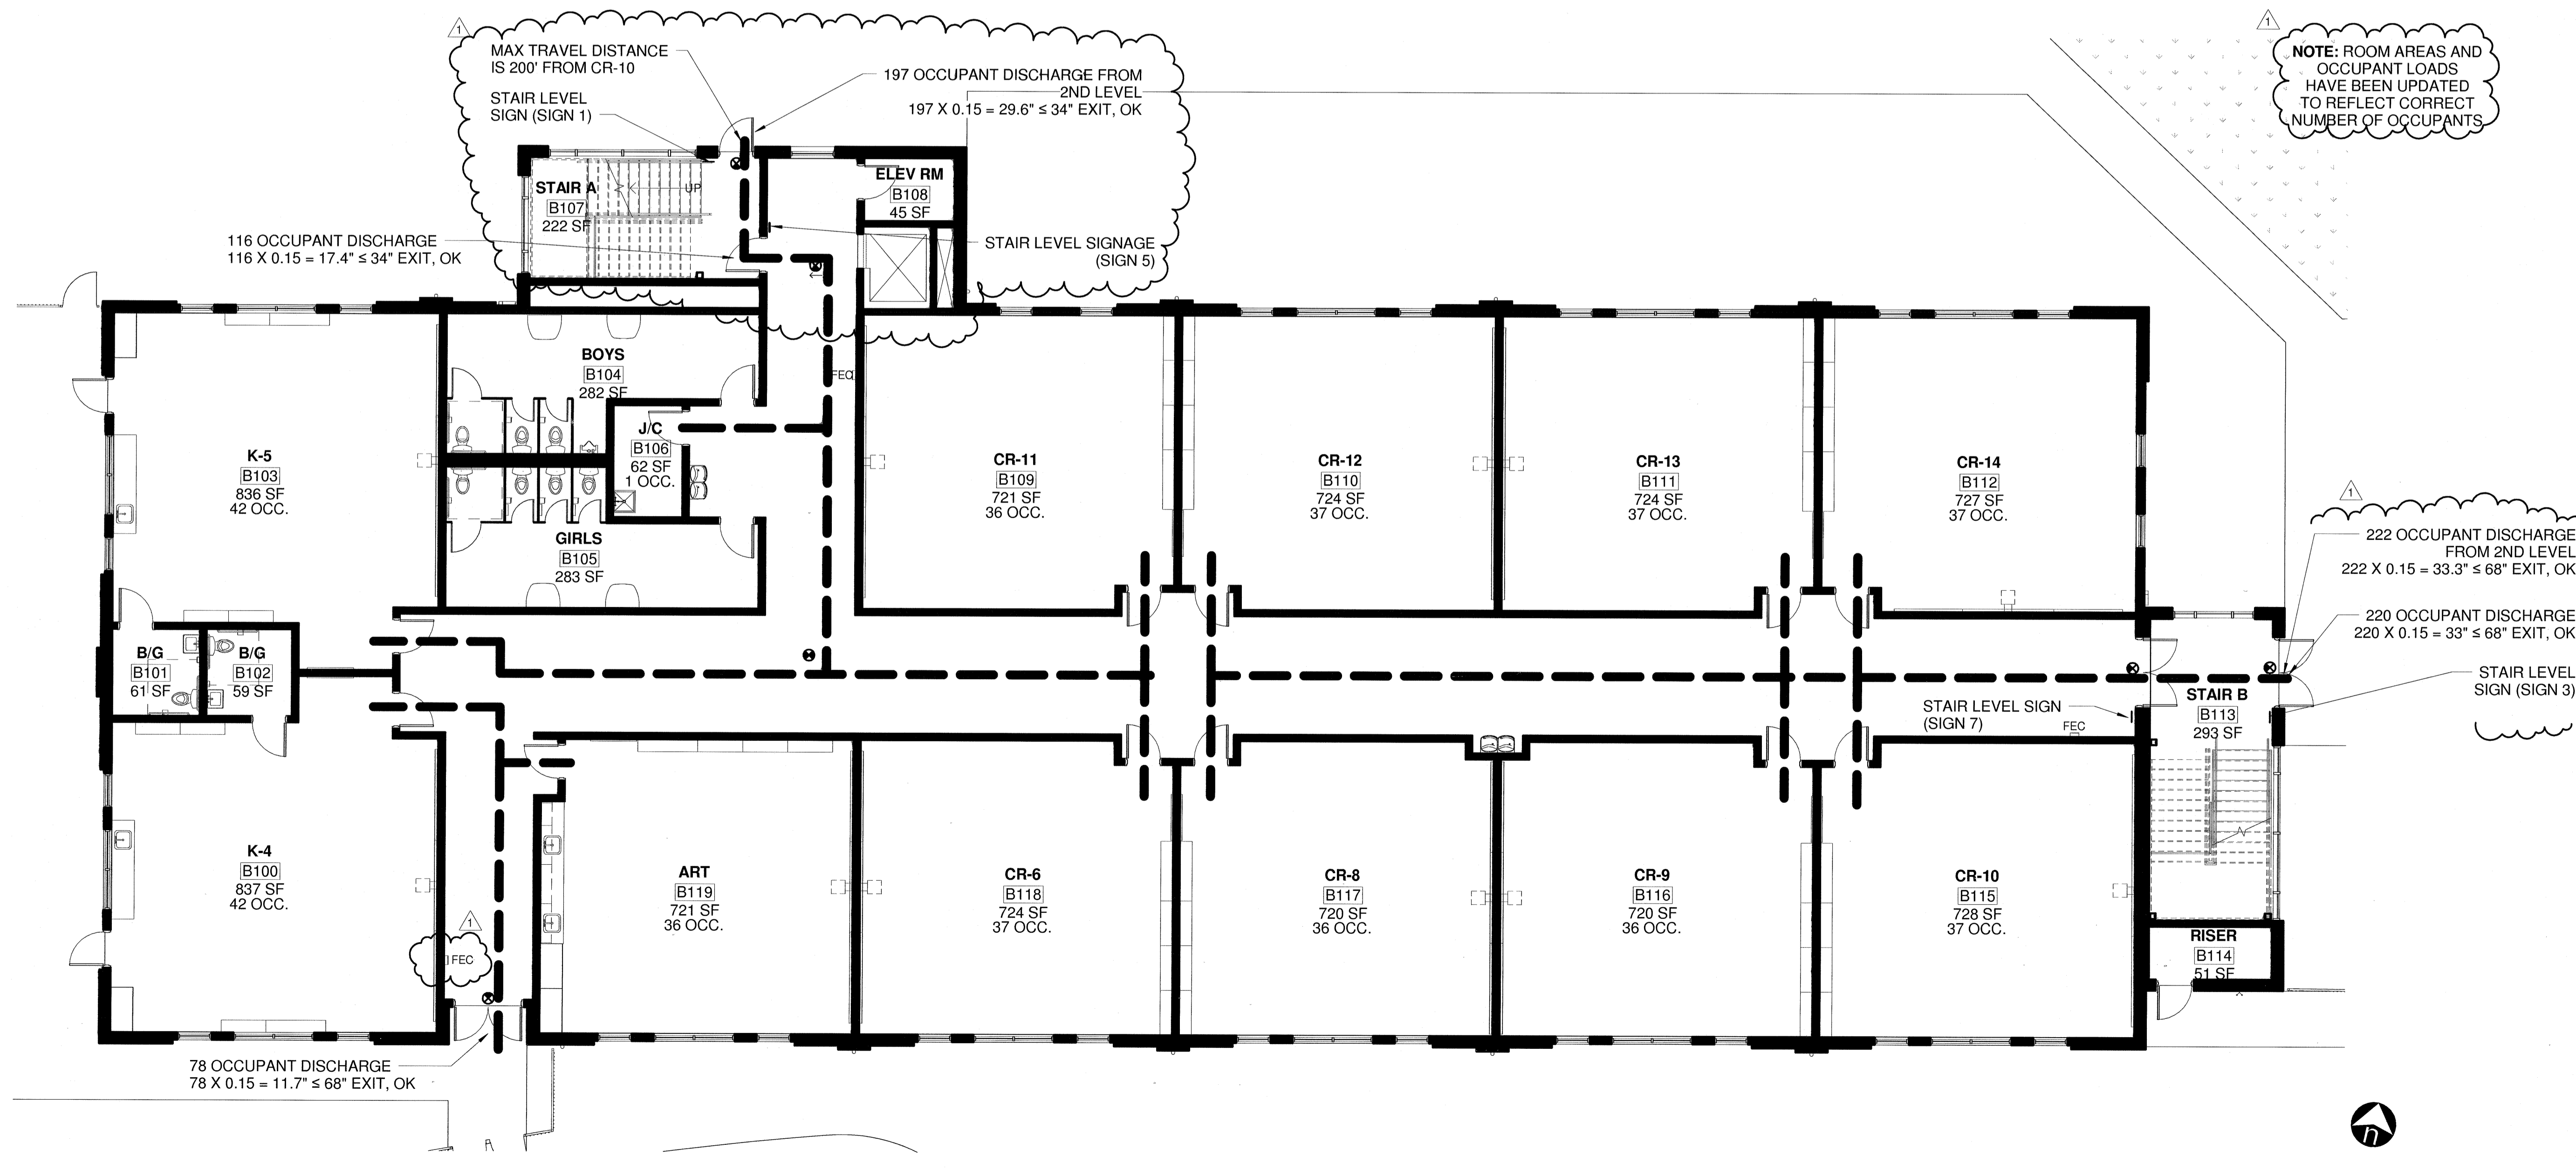 1
MAX TRAVEL DISTANCE
IS 200' FROM CR-10
STAIR LEVEL
SIGN (SIGN 1)
197 OCCUPANT DISCHARGE FROM
2ND LEVEL
197 X 0.15 = 29.6" ≤ 34" EXIT, OK
1
NOTE: ROOM AREAS AND
OCCUPANT LOADS
HAVE BEEN UPDATED
TO REFLECT CORRECT
NUMBER OF OCCUPANTS
STAIR A
B107
222 SF
UP
ELEV RM
B108
45 SF
116 OCCUPANT DISCHARGE
116 X 0.15 = 17.4" ≤ 34" EXIT, OK
STAIR LEVEL SIGNAGE
(SIGN 5)
BOYS
B104
282 SF
FEC
J/C
B106
62 SF
1 OCC.
K-5
B103
836 SF
42 OCC.
CR-11
B109
721 SF
36 OCC.
CR-12
B110
724 SF
37 OCC.
CR-13
B111
724 SF
37 OCC.
CR-14
B112
727 SF
37 OCC.
GIRLS
B105
283 SF
1
222 OCCUPANT DISCHARGE
FROM 2ND LEVEL
222 X 0.15 = 33.3" ≤ 68" EXIT, OK
220 OCCUPANT DISCHARGE
220 X 0.15 = 33" ≤ 68" EXIT, OK
STAIR LEVEL
SIGN (SIGN 3)
B/G
B101
61 SF
B/G
B102
59 SF
STAIR LEVEL SIGN
(SIGN 7)
FEC
STAIR B
B113
293 SF
K-4
B100
837 SF
42 OCC.
ART
B119
721 SF
36 OCC.
CR-6
B118
724 SF
37 OCC.
CR-8
B117
720 SF
36 OCC.
CR-9
B116
720 SF
36 OCC.
CR-10
B115
728 SF
37 OCC.
1
FEC
RISER
B114
51 SF
78 OCCUPANT DISCHARGE
78 X 0.15 = 11.7" ≤ 68" EXIT, OK
n